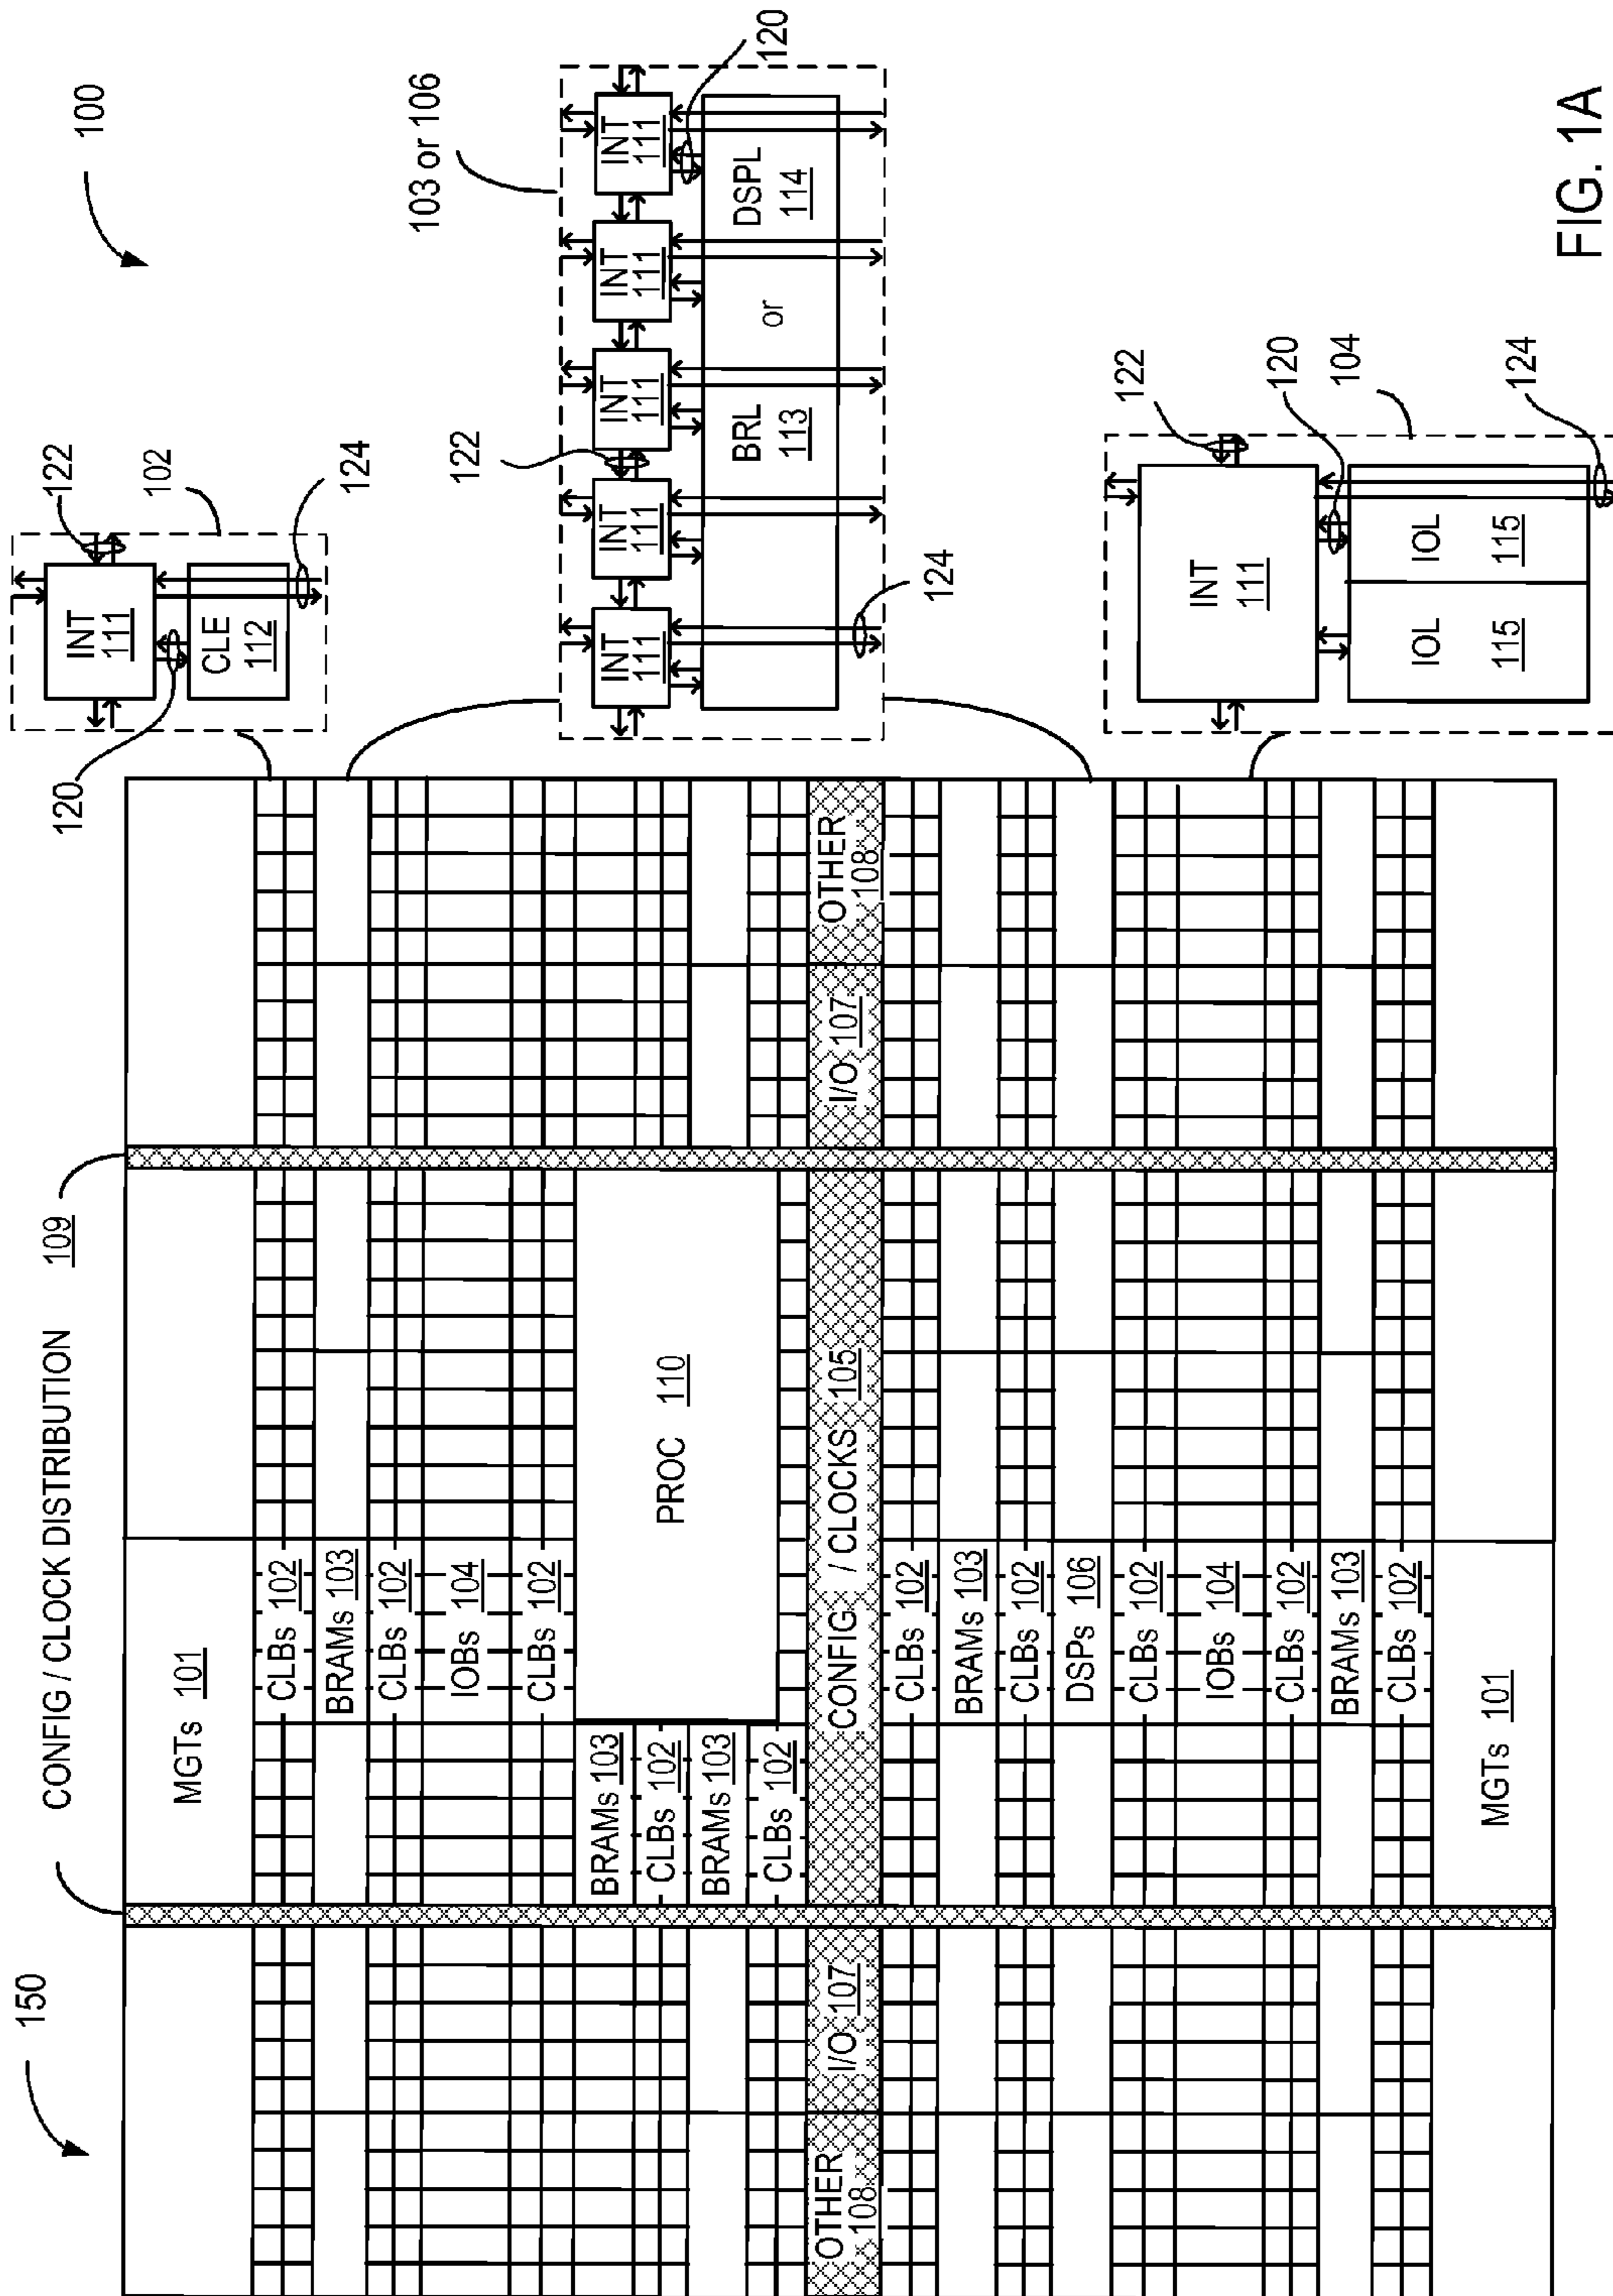 100
150
CONFIG / CLOCK DISTRIBUTION 109
MGTs 101
CLBs 102
BRAMs 103
CLBs 102
IOBs 104
CLBs 102
BRAMs 103
CLBs 102
BRAMs 103
CLBs 102
PROC 110
OTHER
108
I/O 107
CONFIG / CLOCKS 105
I/O 107
OTHER
108
CLBs 102
BRAMs 103
CLBs 102
DSPs 106
CLBs 102
IOBs 104
CLBs 102
BRAMs 103
CLBs 102
MGTs 101
120
INT
111
CLE
112
122
102
124
103 or 106
INT
111
INT
111
INT
111
INT
111
INT
111
122
120
BRL
113
or
DSPL
114
124
INT
111
IOL
115
IOL
115
122
120
104
124
FIG. 1A